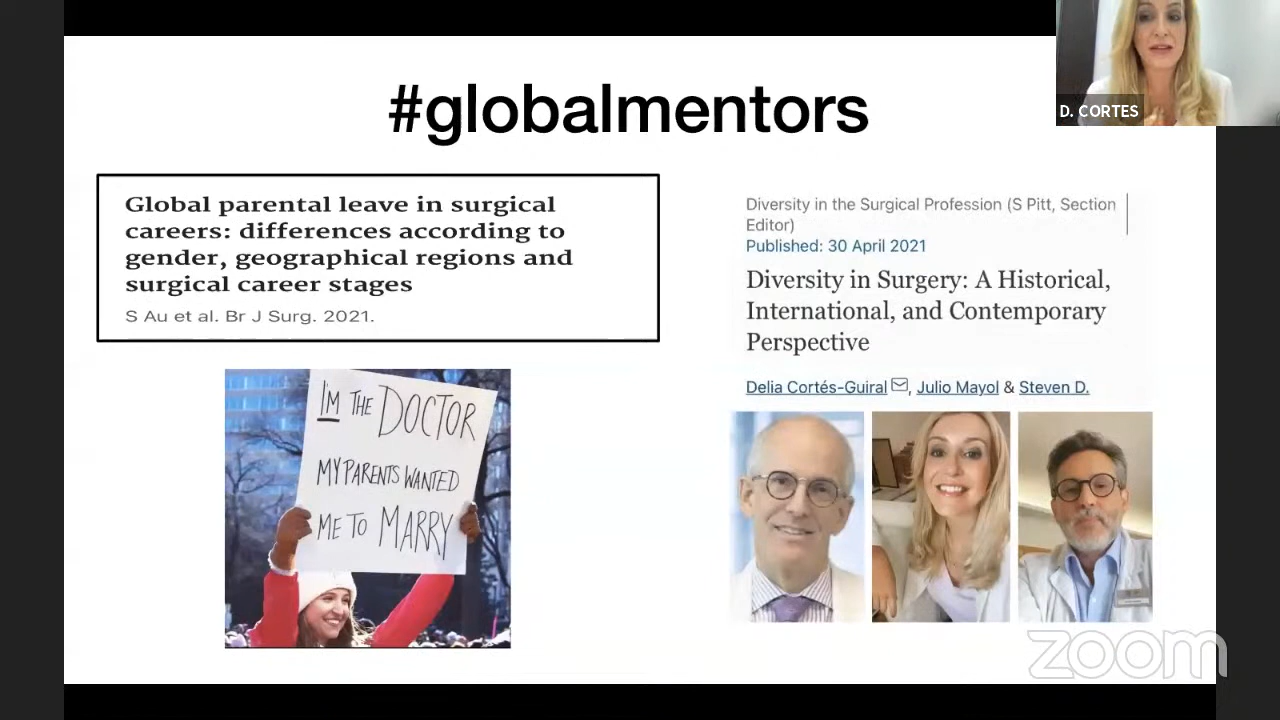 #globalmentors
D. CORTES
Global parental leave in surgical
careers: differences according to
gender, geographical regions and
surgical career stages
S Au et al. Br J Surg. 2021.
I'M THE DOCTOR
MY PARENTS WANTED
ME TO MARRY
Diversity in the Surgical Profession (S Pitt, Section
Editor)
Published: 30 April 2021
Diversity in Surgery: A Historical,
International, and Contemporary
Perspective
Delia Cortés-Guiral, Julio Mayol & Steven D.
zoom